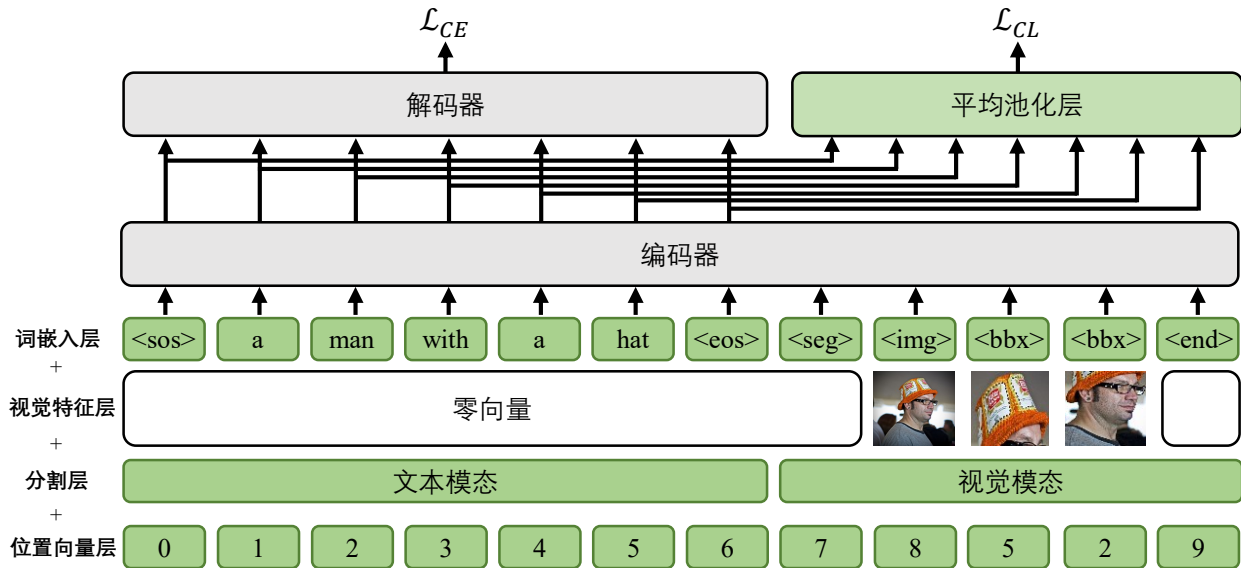 ℒCE ℒCL
解码器 平均池化层
编码器
词嵌入层 <sos> a man with a hat <eos> <seg> <img> <bbx> <bbx> <end>
+
视觉特征层 零向量
+
分割层 文本模态 视觉模态
+
位置向量层 0 1 2 3 4 5 6 7 8 5 2 9